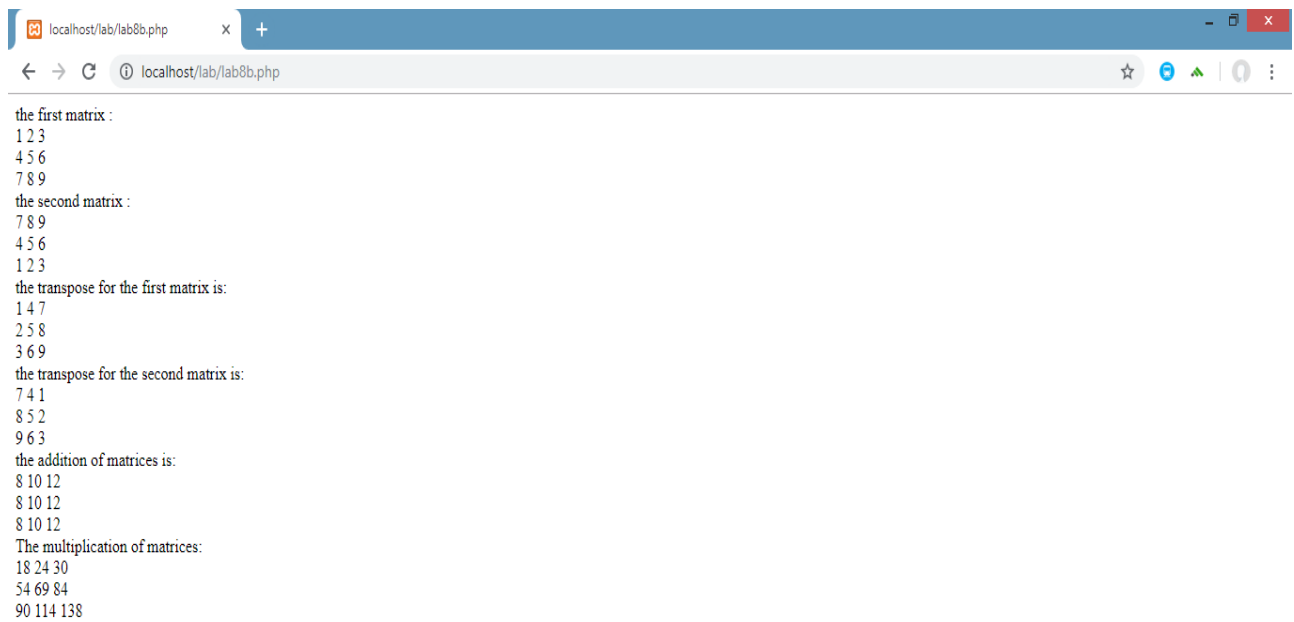 localhost/lab/lab8b.php
localhost/lab/lab8b.php
the first matrix :
1 2 3
4 5 6
7 8 9
the second matrix :
7 8 9
4 5 6
1 2 3
the transpose for the first matrix is:
1 4 7
2 5 8
3 6 9
the transpose for the second matrix is:
7 4 1
8 5 2
9 6 3
the addition of matrices is:
8 10 12
8 10 12
8 10 12
The multiplication of matrices:
18 24 30
54 69 84
90 114 138